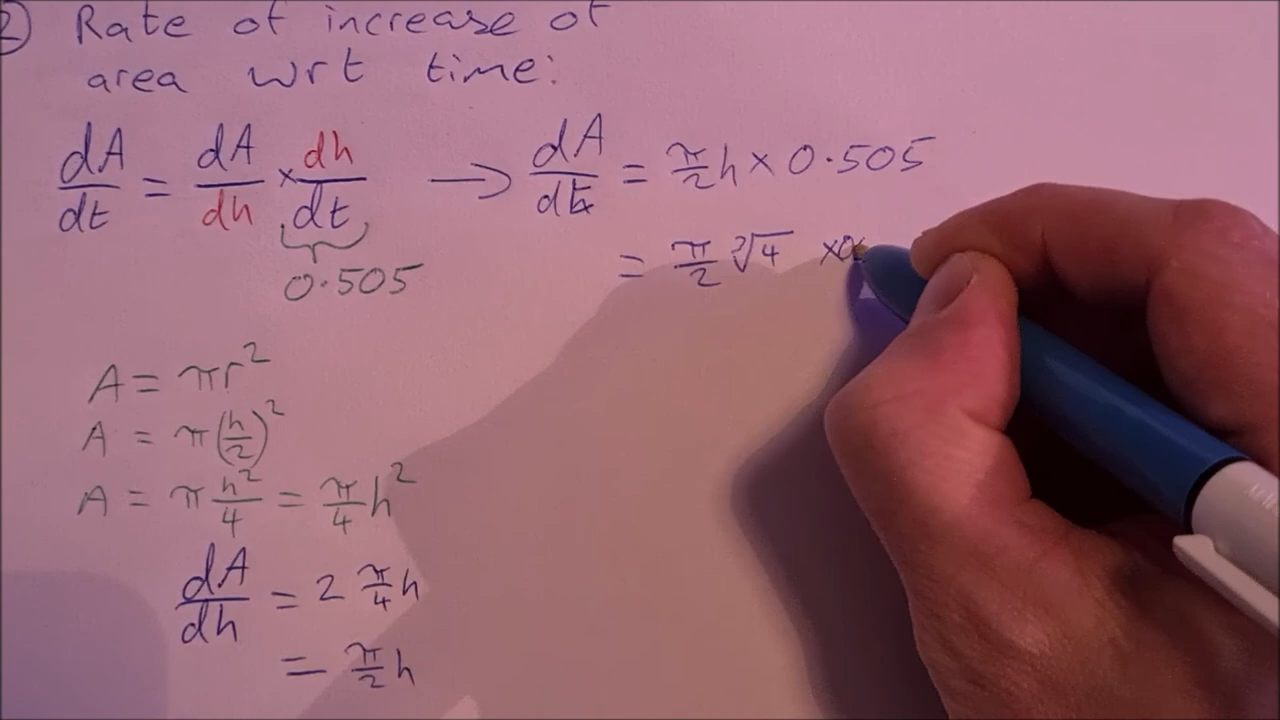 ② Rate of increase of
area wrt time:
dA/dt = dA/dh × dh/dt → dA/dt = π/2 h × 0.505
0.505
= π/2 ∛4 ×0
A = πr²
A = π(h/2)²
A = π h²/4 = π/4 h²
dA/dh = 2 π/4 h
= π/2 h